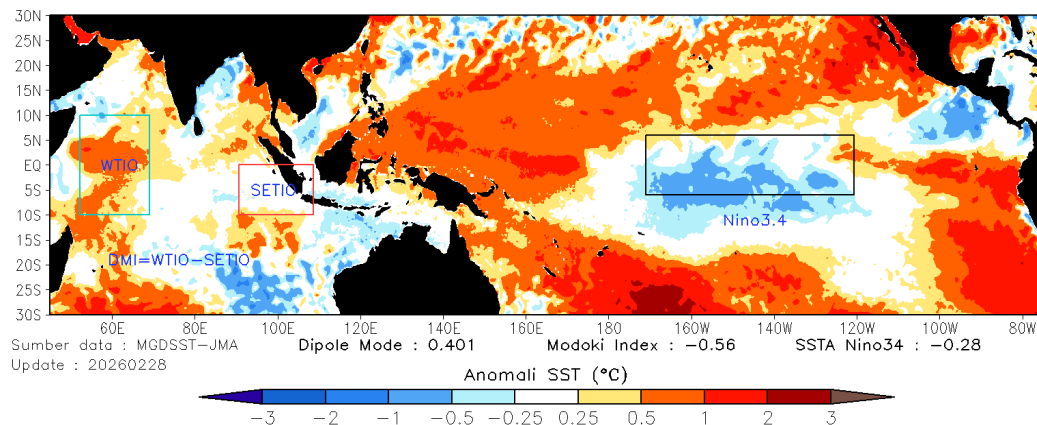 30N
25N
20N
15N
10N
5N
EQ
5S
10S
15S
20S
25S
30S
WTIO
SETIO
Nino3.4
DMI=WTIO−SETIO
60E 80E 100E 120E 140E 160E 180 160W 140W 120W 100W 80W
Sumber data : MGDSST−JMA Dipole Mode : 0.401 Modoki Index : −0.56 SSTA Nino34 : −0.28
Update : 20260228
Anomali SST (°C)
−3 −2 −1 −0.5 −0.25 0.25 0.5 1 2 3